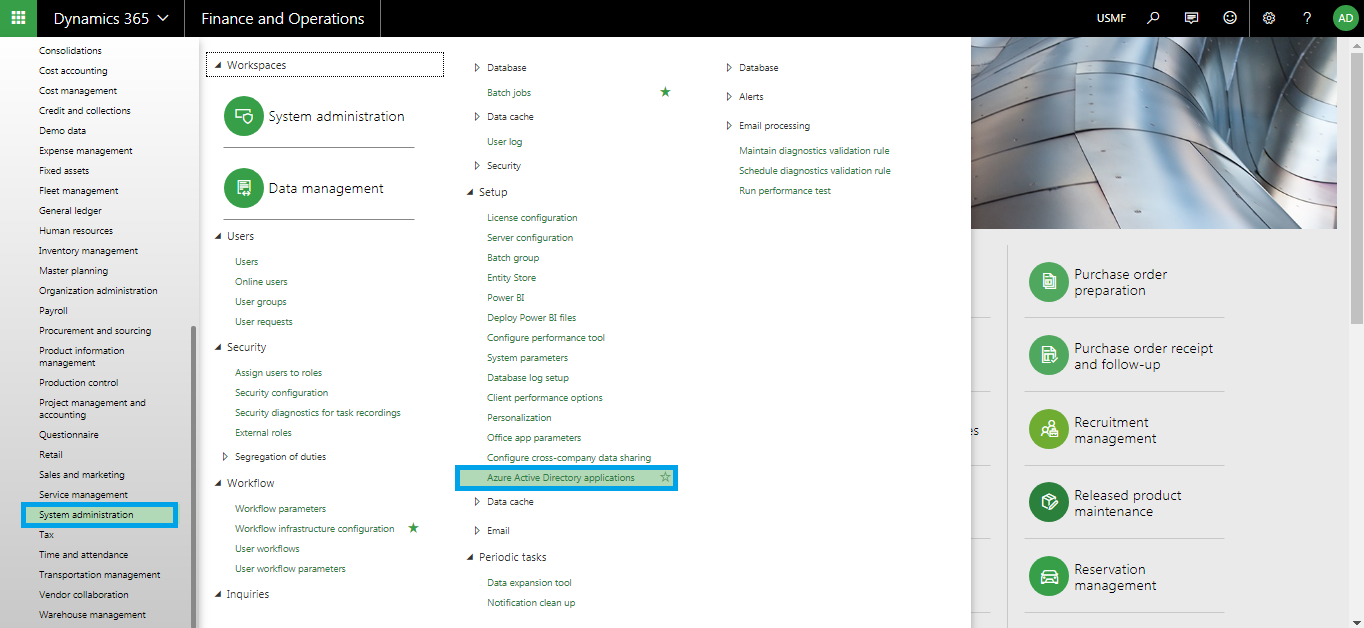 Dynamics 365
Finance and Operations
USMF
?
AD
Consolidations
Cost accounting
Cost management
Credit and collections
Demo data
Expense management
Fixed assets
Fleet management
General ledger
Human resources
Inventory management
Master planning
Organization administration
Payroll
Procurement and sourcing
Product information
management
Production control
Project management and
accounting
Questionnaire
Retail
Sales and marketing
Service management
System administration
Tax
Time and attendance
Transportation management
Vendor collaboration
Warehouse management
Workspaces
System administration
Data management
Users
Users
Online users
User groups
User requests
Security
Assign users to roles
Security configuration
Security diagnostics for task recordings
External roles
Segregation of duties
Workflow
Workflow parameters
Workflow infrastructure configuration
User workflows
User workflow parameters
Inquiries
Database
Batch jobs
Data cache
User log
Security
Setup
License configuration
Server configuration
Batch group
Entity Store
Power BI
Deploy Power BI files
Configure performance tool
System parameters
Database log setup
Client performance options
Personalization
Office app parameters
Configure cross-company data sharing
Azure Active Directory applications
Data cache
Email
Periodic tasks
Data expansion tool
Notification clean up
Database
Alerts
Email processing
Maintain diagnostics validation rule
Schedule diagnostics validation rule
Run performance test
es
Purchase order
preparation
Purchase order receipt
and follow-up
Recruitment
management
Released product
maintenance
Reservation
management